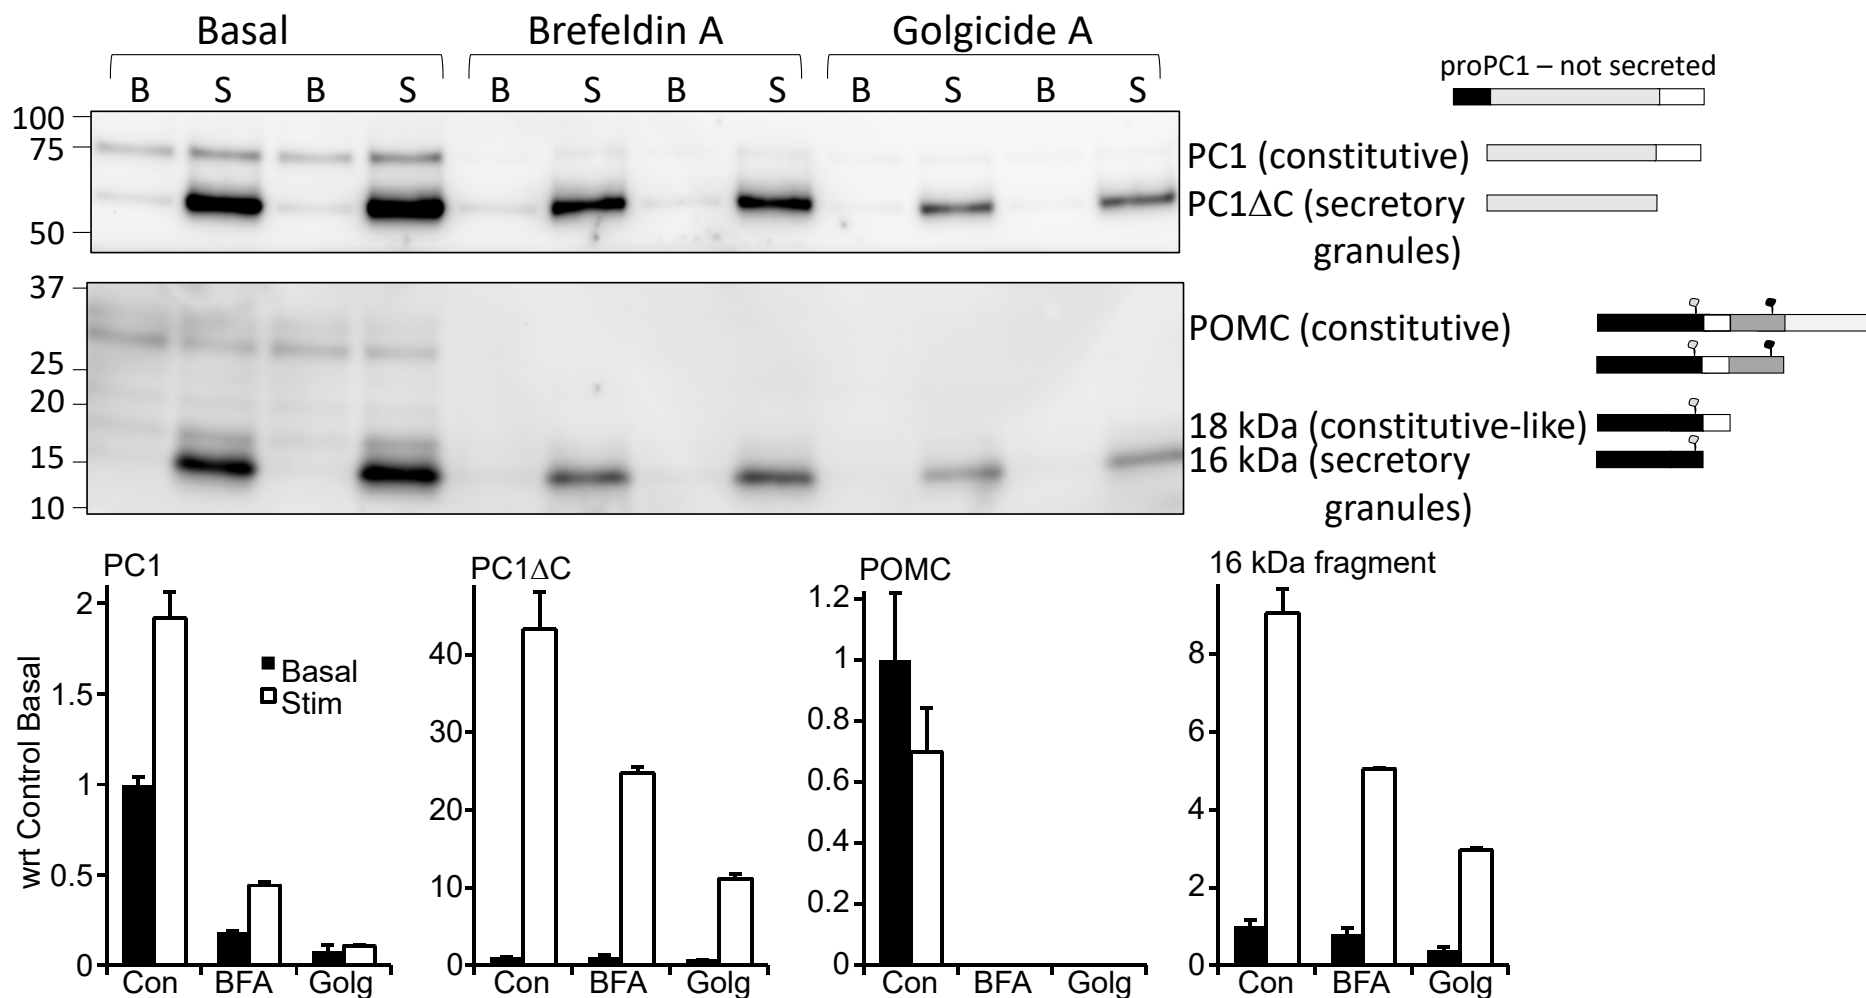 Basal Brefeldin A Golgicide A
B S B S B S B S B S B S
proPC1 – not secreted
100
75
50
PC1 (constitutive)
PC1ΔC (secretory
granules)
37
25
20
15
10
POMC (constitutive)
18 kDa (constitutive-like)
16 kDa (secretory
granules)
wrt Control Basal
PC1
2
1.5
1
0.5
0
Basal
Stim
Con BFA Golg
PC1ΔC
40
30
20
10
0
Con BFA Golg
POMC
1.2
1
0.8
0.6
0.4
0.2
0
Con BFA Golg
16 kDa fragment
8
6
4
2
0
Con BFA Golg